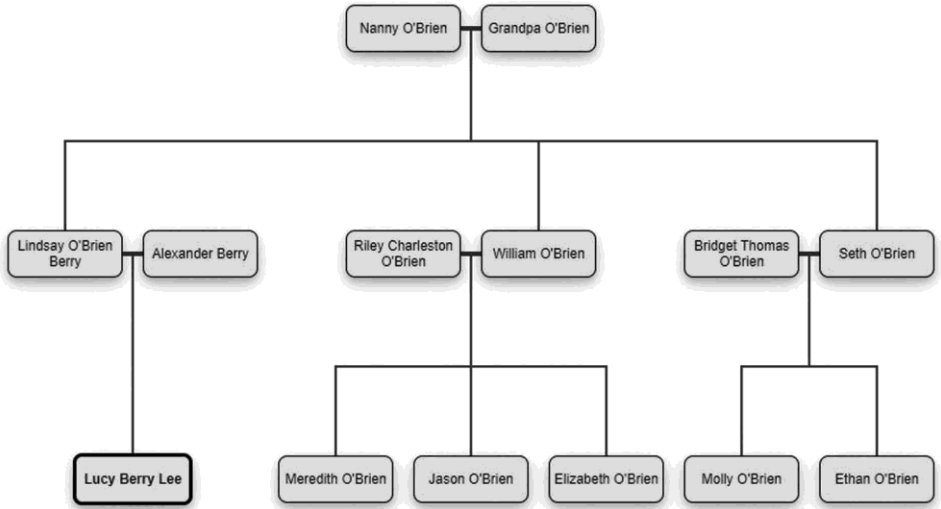 Nanny O'Brien
Grandpa O'Brien
Lindsay O'Brien
Berry
Alexander Berry
Riley Charleston
O'Brien
William O'Brien
Bridget Thomas
O'Brien
Seth O'Brien
Lucy Berry Lee
Meredith O'Brien
Jason O'Brien
Elizabeth O'Brien
Molly O'Brien
Ethan O'Brien